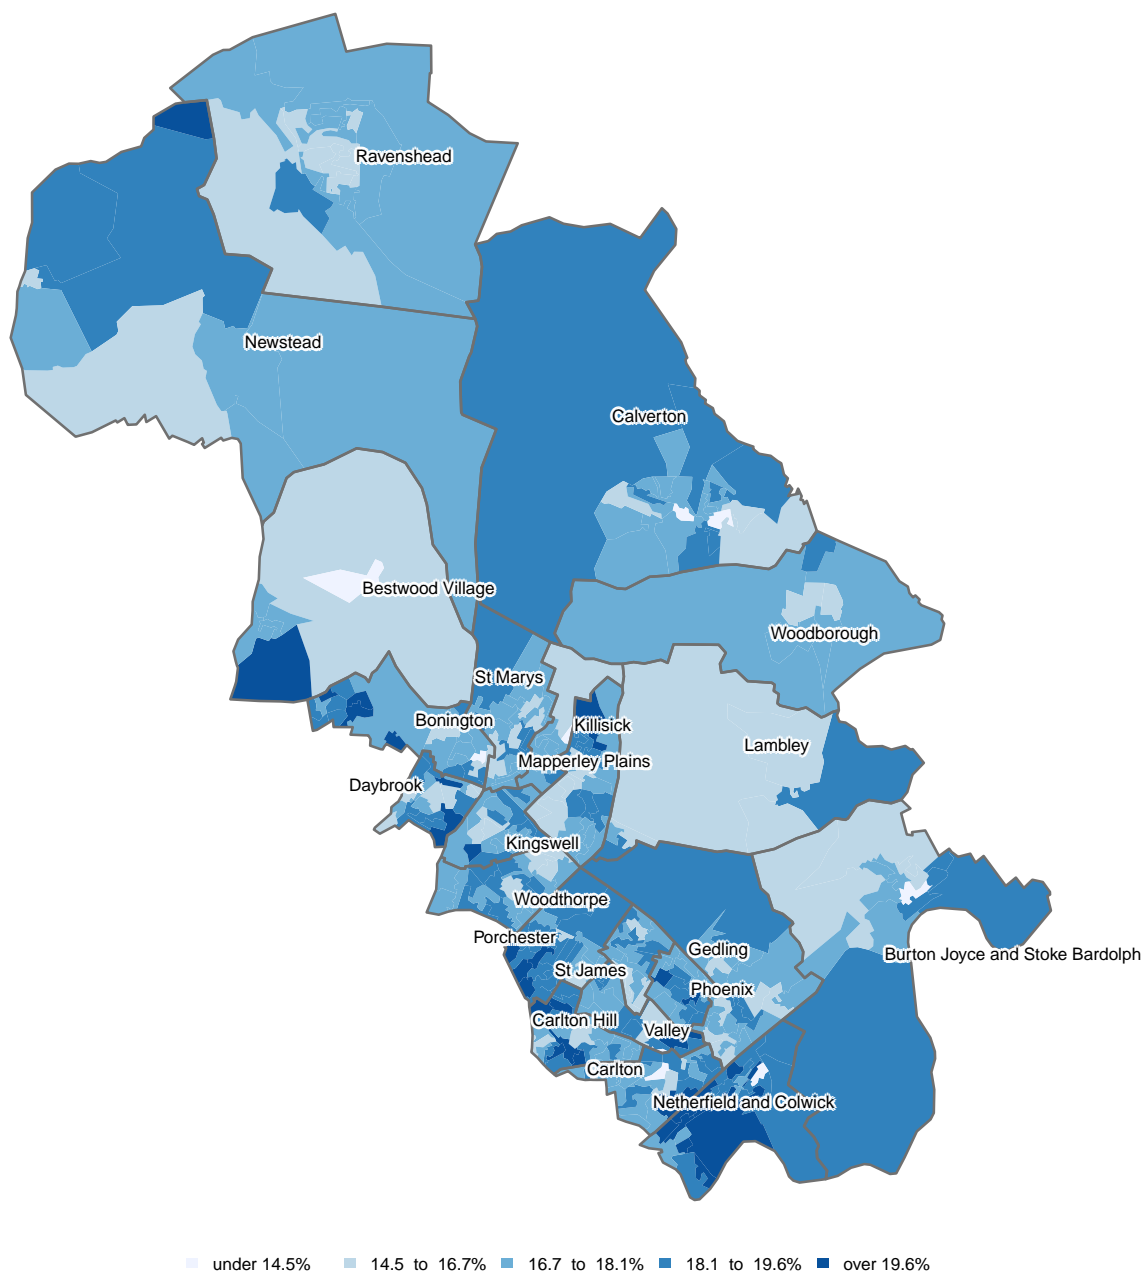 Ravenshead
Newstead
Calverton
Bestwood Village
Woodborough
St Marys
Bonington
Killisick
Lambley
Mapperley Plains
Daybrook
Kingswell
Woodthorpe
Porchester
Gedling
Burton Joyce and Stoke Bardolph
St James
Phoenix
Carlton Hill
Valley
Carlton
Netherfield and Colwick
under 14.5% 14.5 to 16.7% 16.7 to 18.1% 18.1 to 19.6% over 19.6%